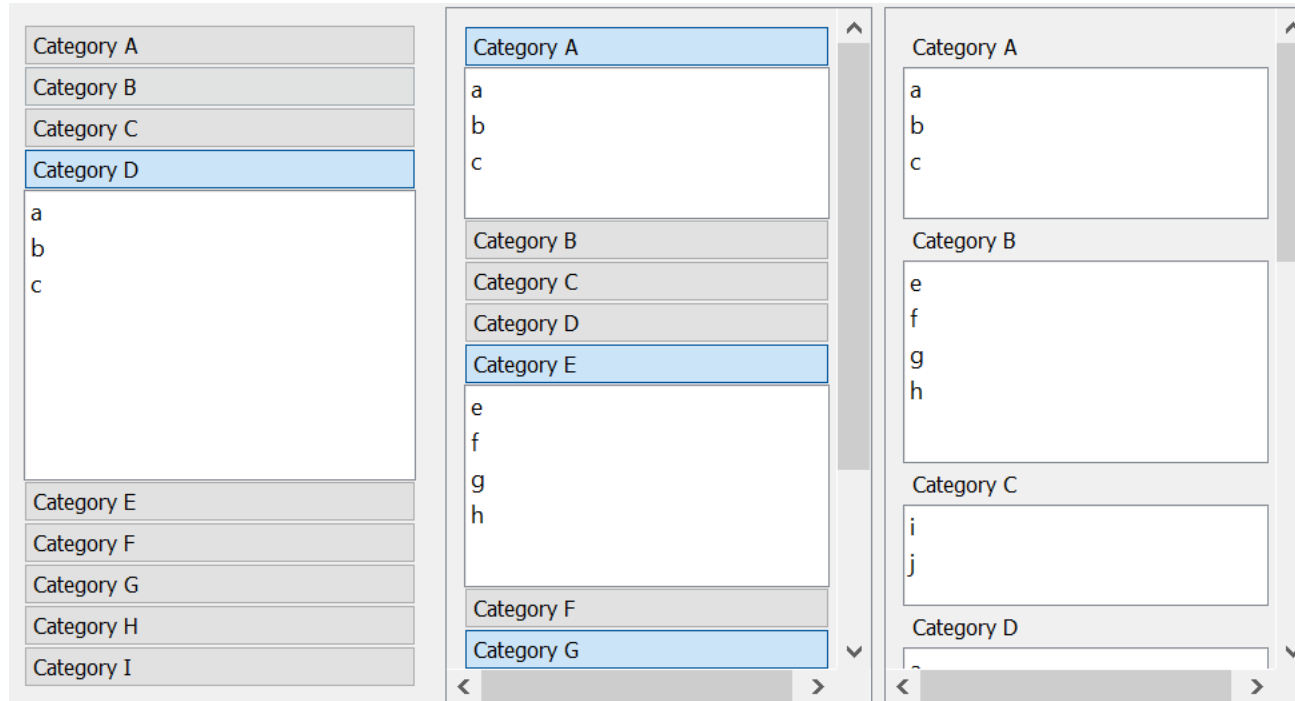 Category A
Category B
Category C
Category D
a
b
c
Category E
Category F
Category G
Category H
Category I
Category A
a
b
c
Category B
Category C
Category D
Category E
e
f
g
h
Category F
Category G
Category A
a
b
c
Category B
e
f
g
h
Category C
i
j
Category D